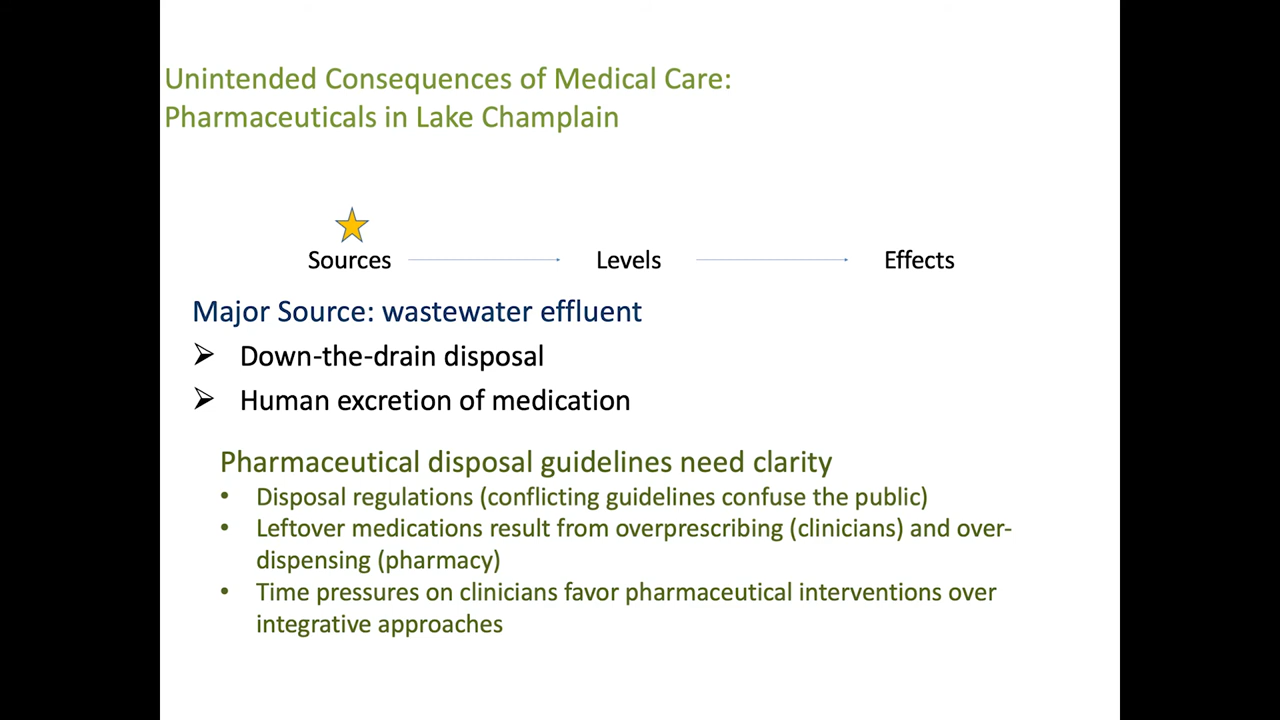 Unintended Consequences of Medical Care:
Pharmaceuticals in Lake Champlain
Sources Levels Effects
Major Source: wastewater effluent
➢ Down-the-drain disposal
➢ Human excretion of medication
Pharmaceutical disposal guidelines need clarity
• Disposal regulations (conflicting guidelines confuse the public)
• Leftover medications result from overprescribing (clinicians) and over-
dispensing (pharmacy)
• Time pressures on clinicians favor pharmaceutical interventions over
integrative approaches